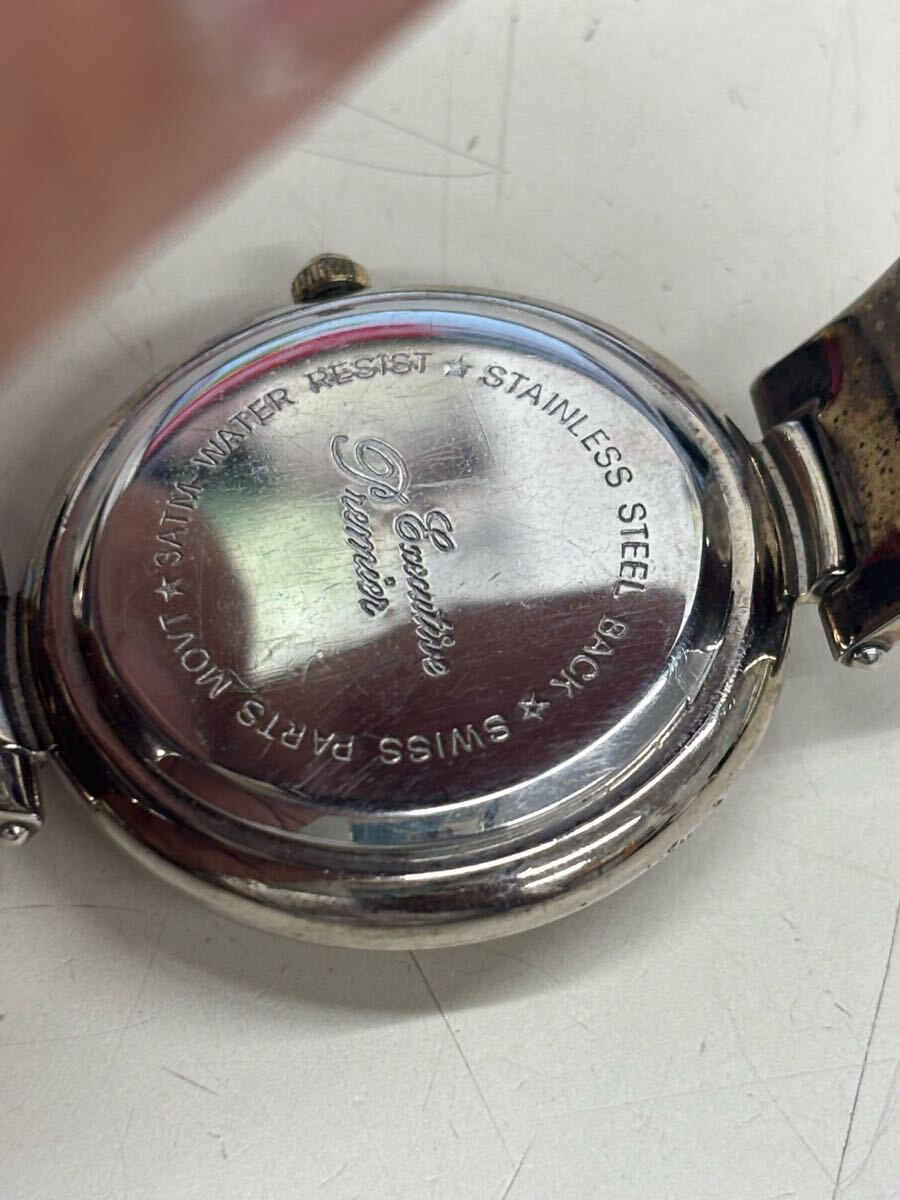 Executive
Premier
★ STAINLESS STEEL BACK ★ SWISS PARTS MOVT ★ 3ATM WATER RESIST